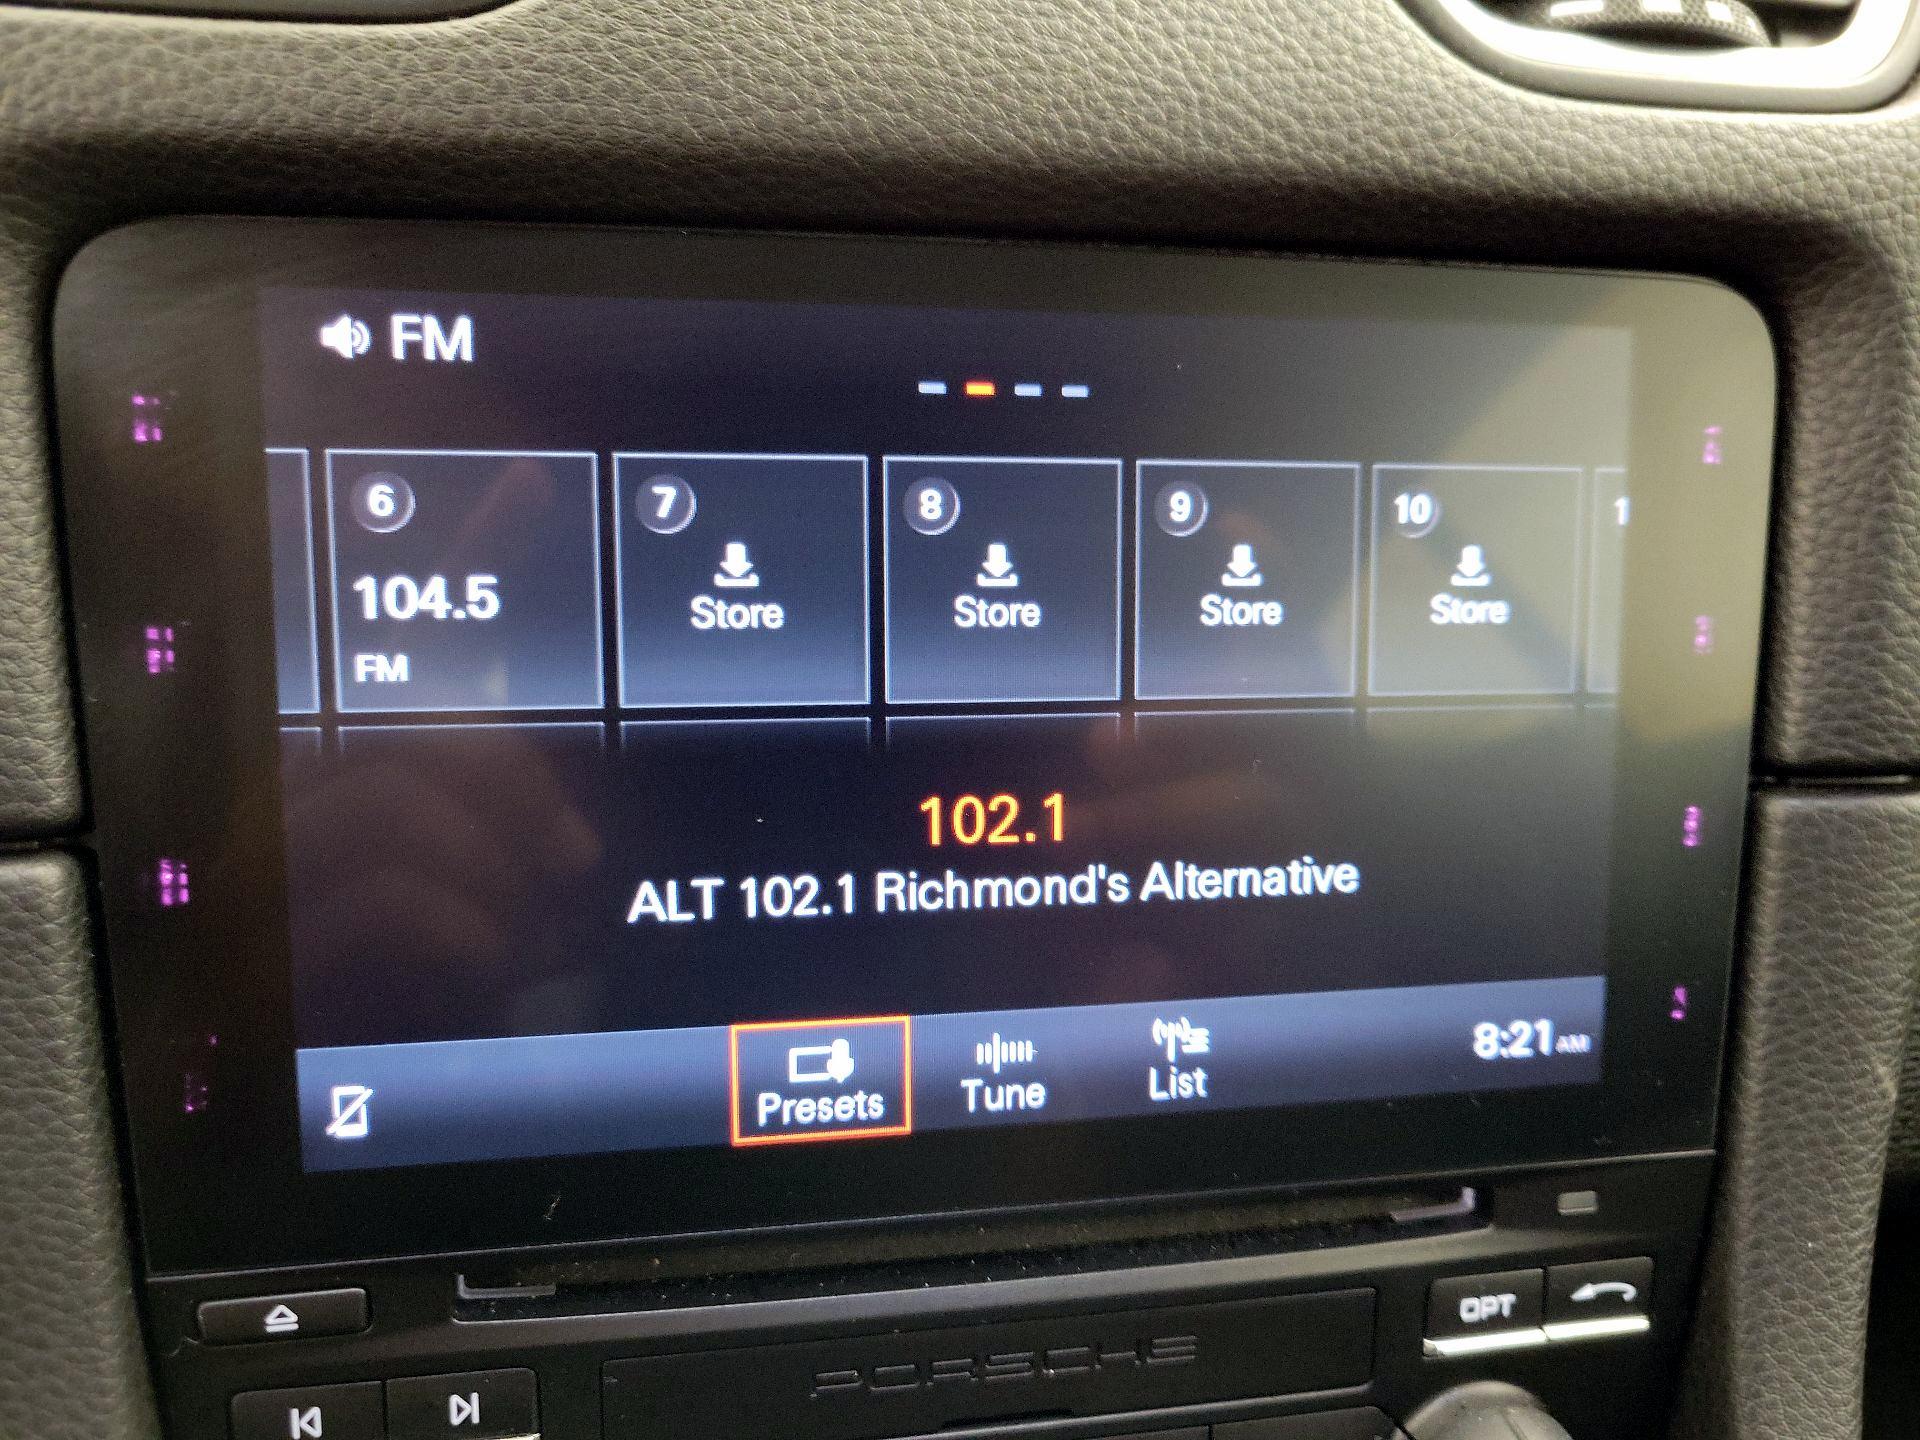 FM
6
7
8
9
10
104.5
Store
Store
Store
Store
FM
102.1
ALT 102.1 Richmond's Alternative
Presets
Tune
List
8:21 AM
OPT
PORSCHE